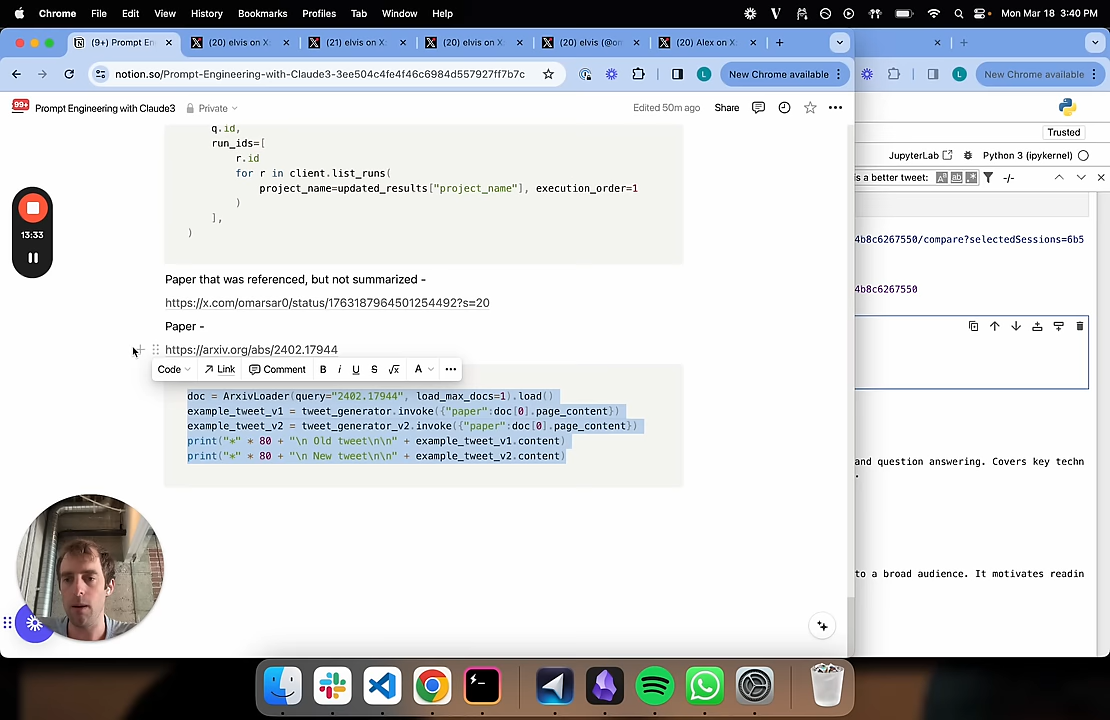 Chrome File Edit View History Bookmarks Profiles Tab Window Help Mon Mar 18 3:40 PM
(9+) Prompt En
(20) elvis on X
(21) elvis on X
(20) elvis on X
(20) elvis (@om
(20) Alex on X
notion.so/Prompt-Engineering-with-Claude3-3ee504c4fe4f46c6984d557927ff7b7c
L
New Chrome available
L
New Chrome available
99+
Prompt Engineering with Claude3
Private
Edited 50m ago
Share
Trusted
JupyterLab
Python 3 (ipykernel)
s a better tweet:
-/-
q.id,
run_ids=[
r.id
for r in client.list_runs(
project_name=updated_results["project_name"], execution_order=1
)
],
)
13:33
4b8c6267550/compare?selectedSessions=6b5
4b8c6267550
Paper that was referenced, but not summarized -
https://x.com/omarsar0/status/1763187964501254492?s=20
Paper -
https://arxiv.org/abs/2402.17944
Code Link Comment B i U S √x A
doc = ArxivLoader(query="2402.17944", load_max_docs=1).load()
example_tweet_v1 = tweet_generator.invoke({"paper":doc[0].page_content})
example_tweet_v2 = tweet_generator_v2.invoke({"paper":doc[0].page_content})
print("*" * 80 + "\n Old tweet\n\n" + example_tweet_v1.content)
print("*" * 80 + "\n New tweet\n\n" + example_tweet_v2.content)
and question answering. Covers key techn
.
to a broad audience. It motivates readin